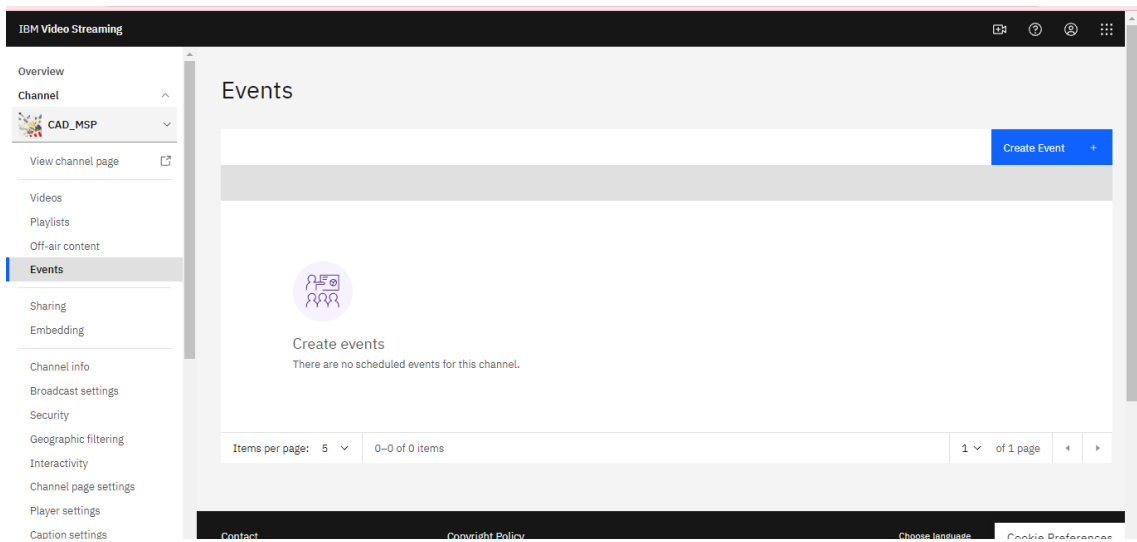 IBM Video Streaming
Overview
Channel
CAD_MSP
View channel page
Videos
Playlists
Off-air content
Events
Sharing
Embedding
Channel info
Broadcast settings
Security
Geographic filtering
Interactivity
Channel page settings
Player settings
Caption settings
Events
Create Event +
Create events
There are no scheduled events for this channel.
Items per page: 5 0–0 of 0 items 1 of 1 page
Contact Copyright Policy Choose language Cookie Preferences